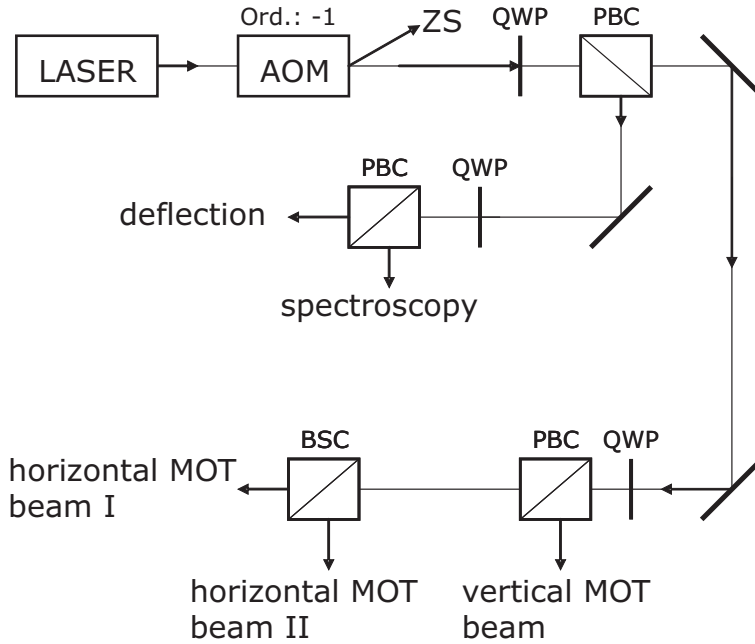 Ord.: -1
ZS
QWP
PBC
LASER
AOM
PBC
QWP
deflection
spectroscopy
BSC
PBC
QWP
horizontal MOT
beam I
horizontal MOT
beam II
vertical MOT
beam